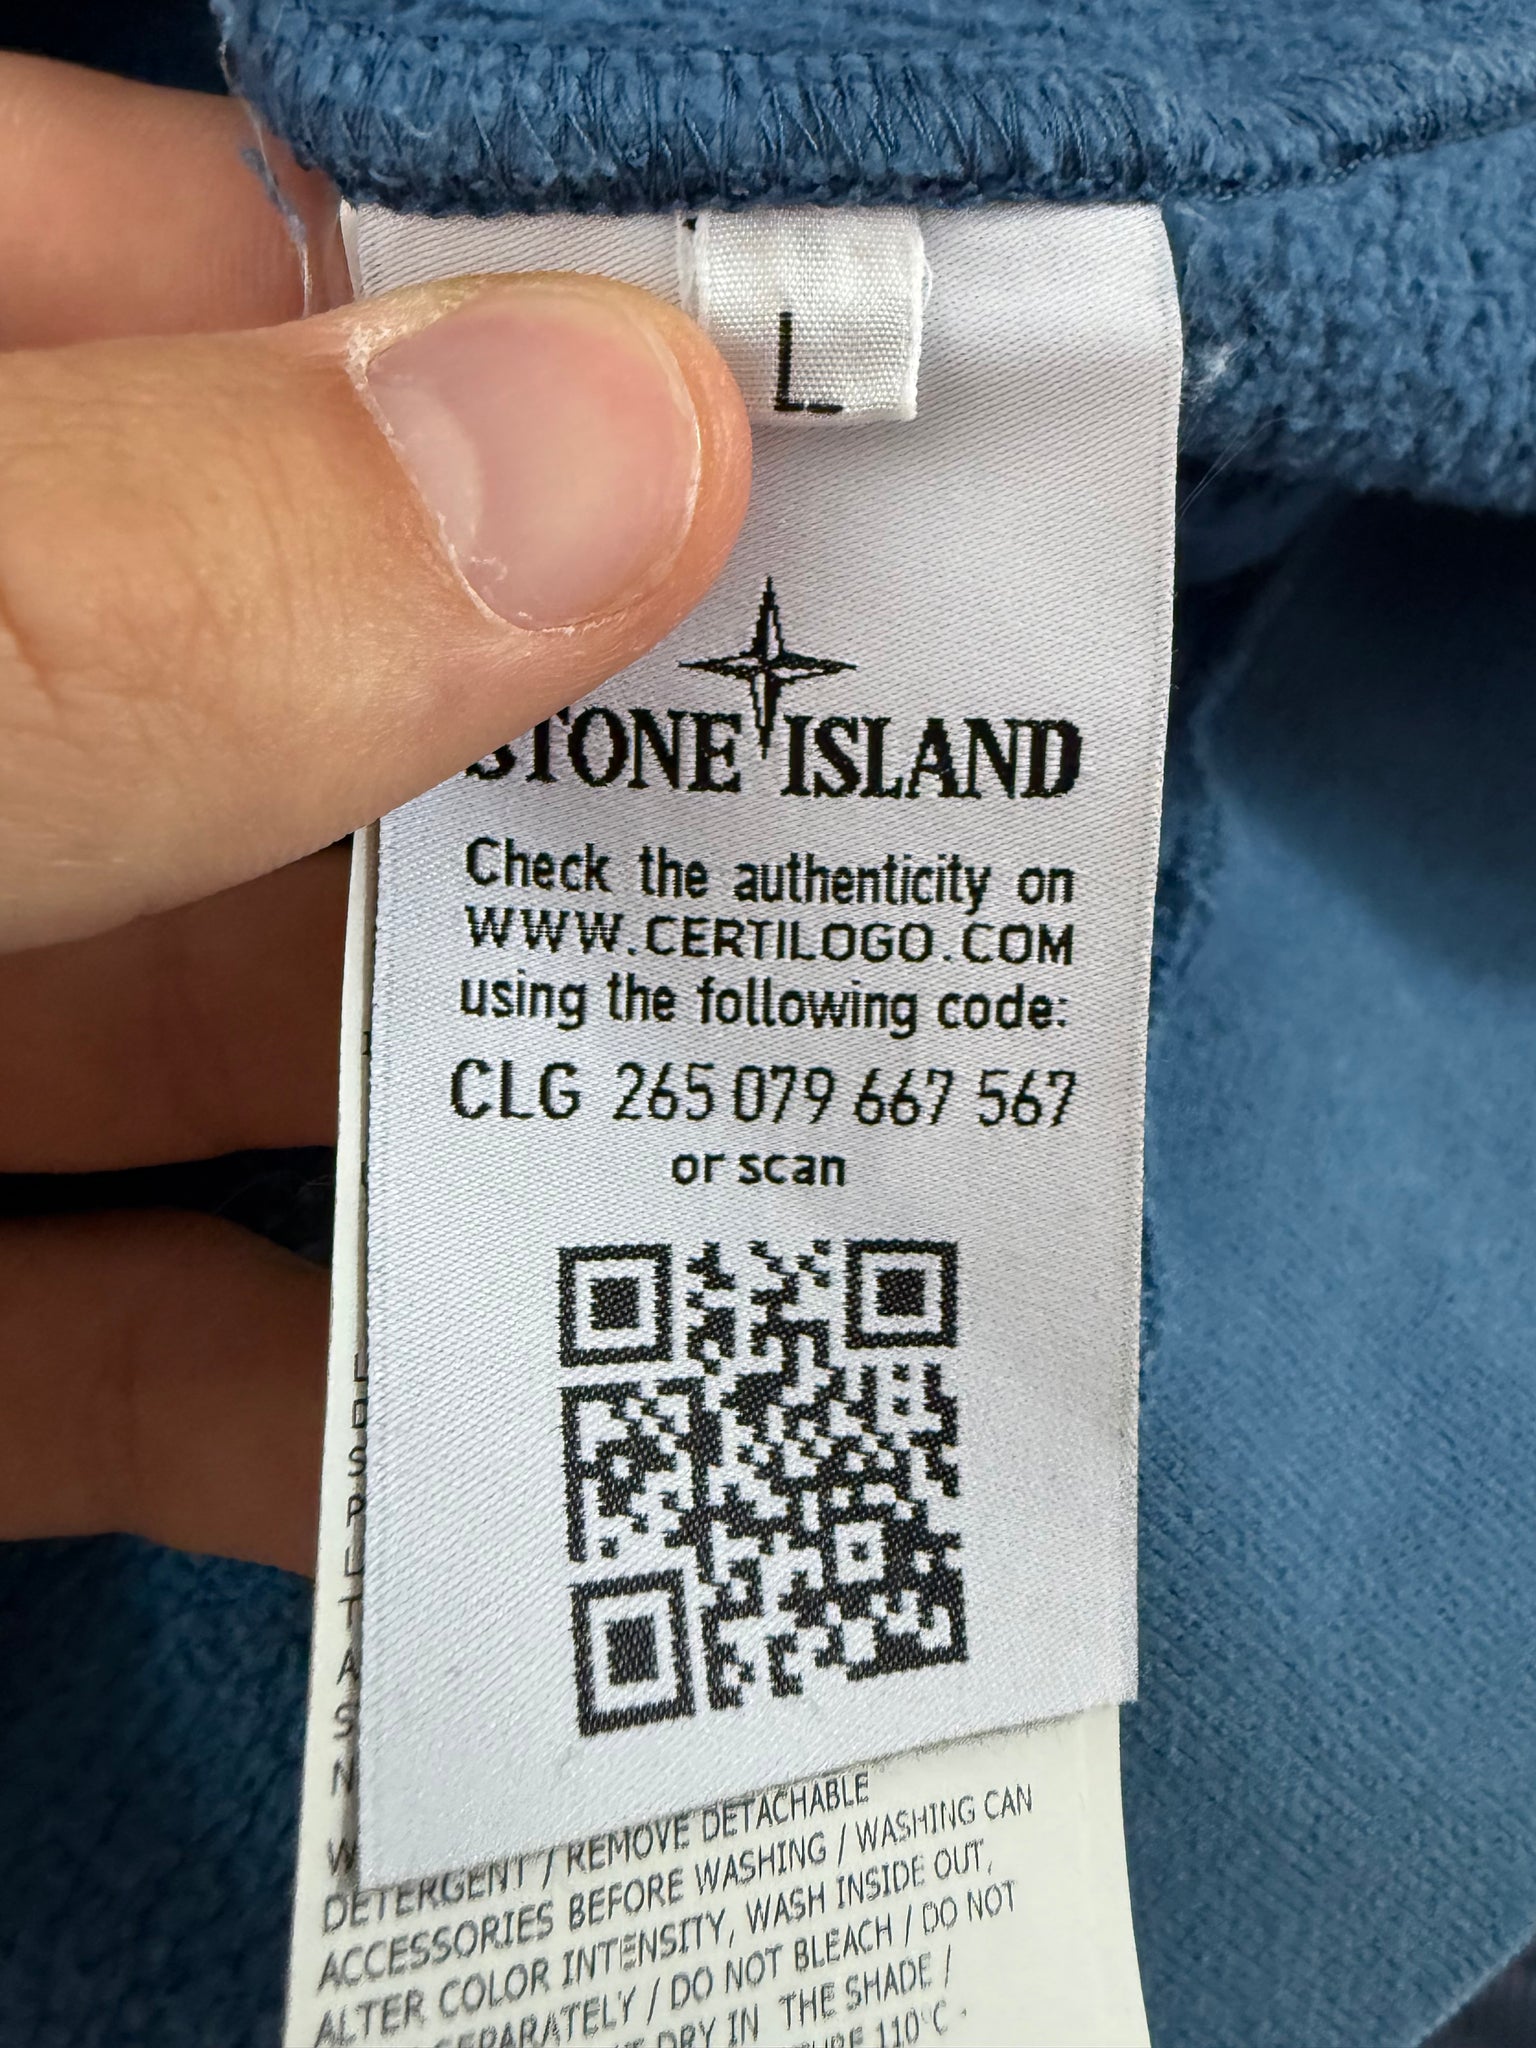 L
STONE ISLAND
Check the authenticity on
WWW.CERTILOGO.COM
using the following code:
CLG 265 079 667 567
or scan
DETERGENT / REMOVE DETACHABLE
ACCESSORIES BEFORE WASHING / WASHING CAN
ALTER COLOR INTENSITY, WASH INSIDE OUT,
SEPARATELY / DO NOT BLEACH / DO NOT
DRY IN THE SHADE /
110°C